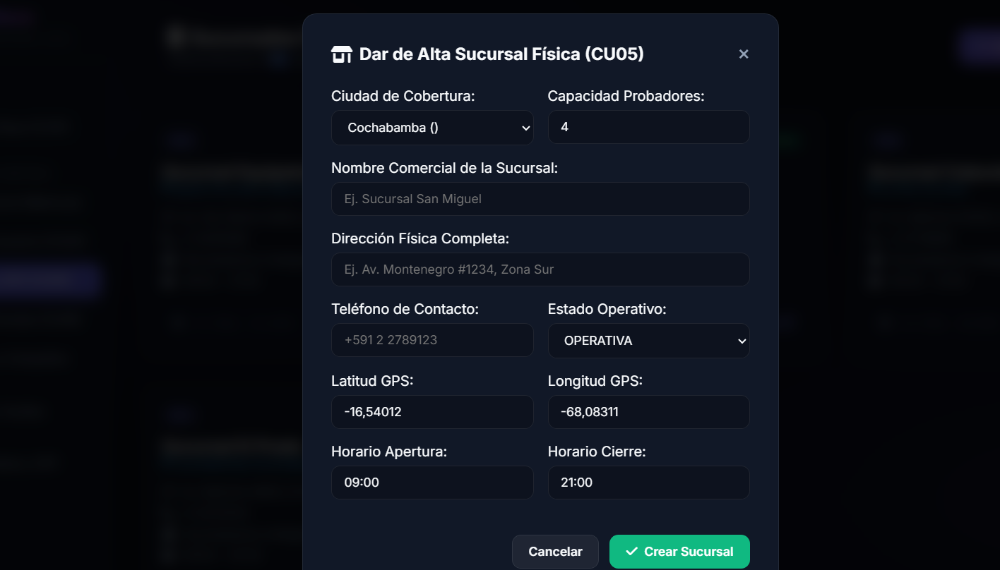 Dar de Alta Sucursal Física (CU05) ×
Ciudad de Cobertura: Capacidad Probadores:
Cochabamba () 4
Nombre Comercial de la Sucursal:
Ej. Sucursal San Miguel
Dirección Física Completa:
Ej. Av. Montenegro #1234, Zona Sur
Teléfono de Contacto: Estado Operativo:
+591 2 2789123 OPERATIVA
Latitud GPS: Longitud GPS:
-16,54012 -68,08311
Horario Apertura: Horario Cierre:
09:00 21:00
Cancelar Crear Sucursal